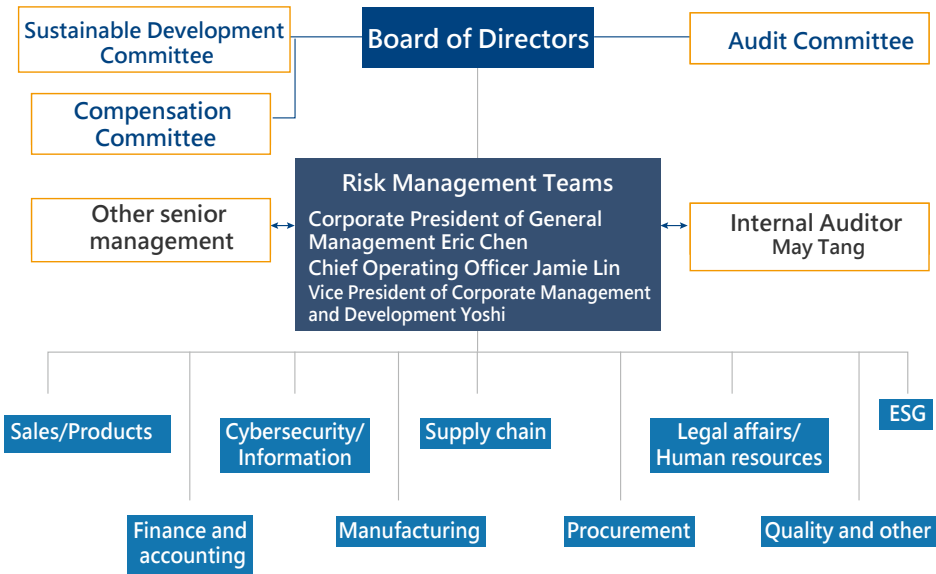 Sustainable Development
Committee
Board of Directors
Audit Committee
Compensation
Committee
Risk Management Teams
Corporate President of General
Management Eric Chen
Chief Operating Officer Jamie Lin
Vice President of Corporate Management
and Development Yoshi
Other senior
management
Internal Auditor
May Tang
Sales/Products
Cybersecurity/
Information
Supply chain
Legal affairs/
Human resources
ESG
Finance and
accounting
Manufacturing
Procurement
Quality and other